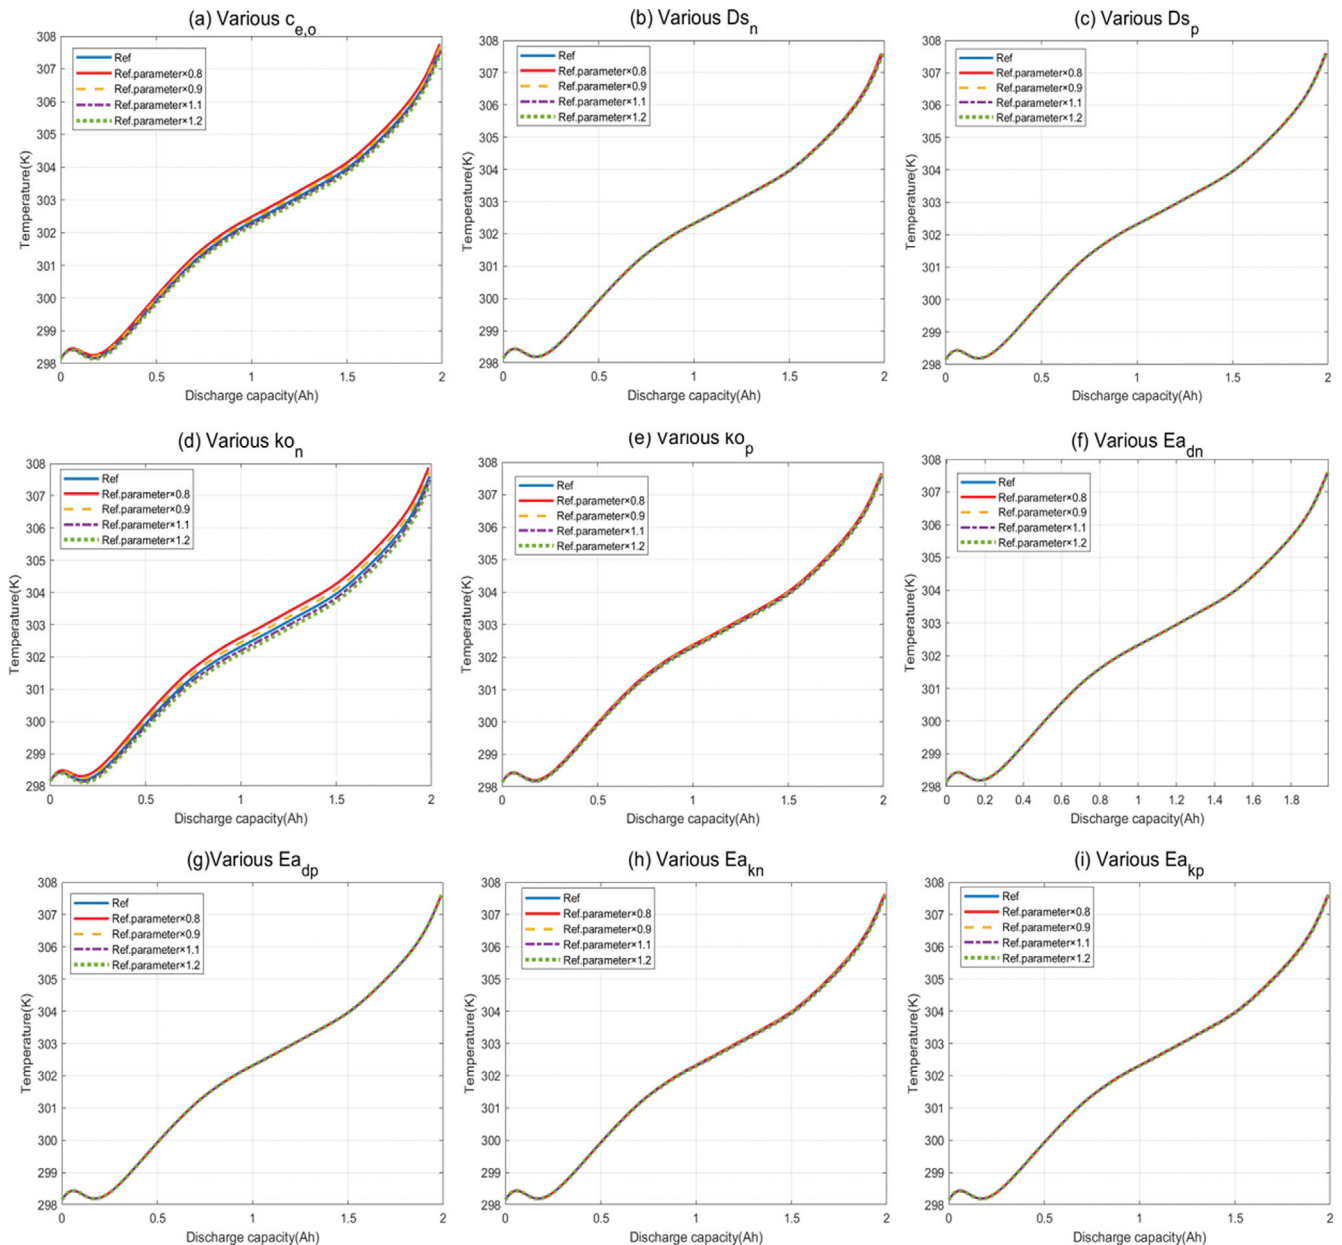 (a) Various c e,o
308
307
306
305
304
303
302
301
300
299
298
Temperature(K)
Ref
Ref.parameter×0.8
Ref.parameter×0.9
Ref.parameter×1.1
Ref.parameter×1.2
0 0.5 1 1.5 2
Discharge capacity(Ah)
(b) Various Ds n
308
307
306
305
304
303
302
301
300
299
298
Temperature(K)
Ref
Ref.parameter×0.8
Ref.parameter×0.9
Ref.parameter×1.1
Ref.parameter×1.2
0 0.5 1 1.5 2
Discharge capacity(Ah)
(c) Various Ds p
308
307
306
305
304
303
302
301
300
299
298
Temperature(K)
Ref
Ref.parameter×0.8
Ref.parameter×0.9
Ref.parameter×1.1
Ref.parameter×1.2
0 0.5 1 1.5 2
Discharge capacity(Ah)
(d) Various ko n
308
307
306
305
304
303
302
301
300
299
298
Temperature(K)
Ref
Ref.parameter×0.8
Ref.parameter×0.9
Ref.parameter×1.1
Ref.parameter×1.2
0 0.5 1 1.5 2
Discharge capacity(Ah)
(e) Various ko p
308
307
306
305
304
303
302
301
300
299
298
Temperature(K)
Ref
Ref.parameter×0.8
Ref.parameter×0.9
Ref.parameter×1.1
Ref.parameter×1.2
0 0.5 1 1.5 2
Discharge capacity(Ah)
(f) Various Ea dn
308
307
306
305
304
303
302
301
300
299
298
Temperature(K)
Ref
Ref.parameter×0.8
Ref.parameter×0.9
Ref.parameter×1.1
Ref.parameter×1.2
0 0.2 0.4 0.6 0.8 1 1.2 1.4 1.6 1.8
Discharge capacity(Ah)
(g)Various Ea dp
308
307
306
305
304
303
302
301
300
299
298
Temperature(K)
Ref
Ref.parameter×0.8
Ref.parameter×0.9
Ref.parameter×1.1
Ref.parameter×1.2
0 0.5 1 1.5 2
Discharge capacity(Ah)
(h) Various Ea kn
308
307
306
305
304
303
302
301
300
299
298
Temperature(K)
Ref
Ref.parameter×0.8
Ref.parameter×0.9
Ref.parameter×1.1
Ref.parameter×1.2
0 0.5 1 1.5 2
Discharge capacity(Ah)
(i) Various Ea kp
308
307
306
305
304
303
302
301
300
299
298
Temperature(K)
Ref
Ref.parameter×0.8
Ref.parameter×0.9
Ref.parameter×1.1
Ref.parameter×1.2
0 0.5 1 1.5 2
Discharge capacity(Ah)